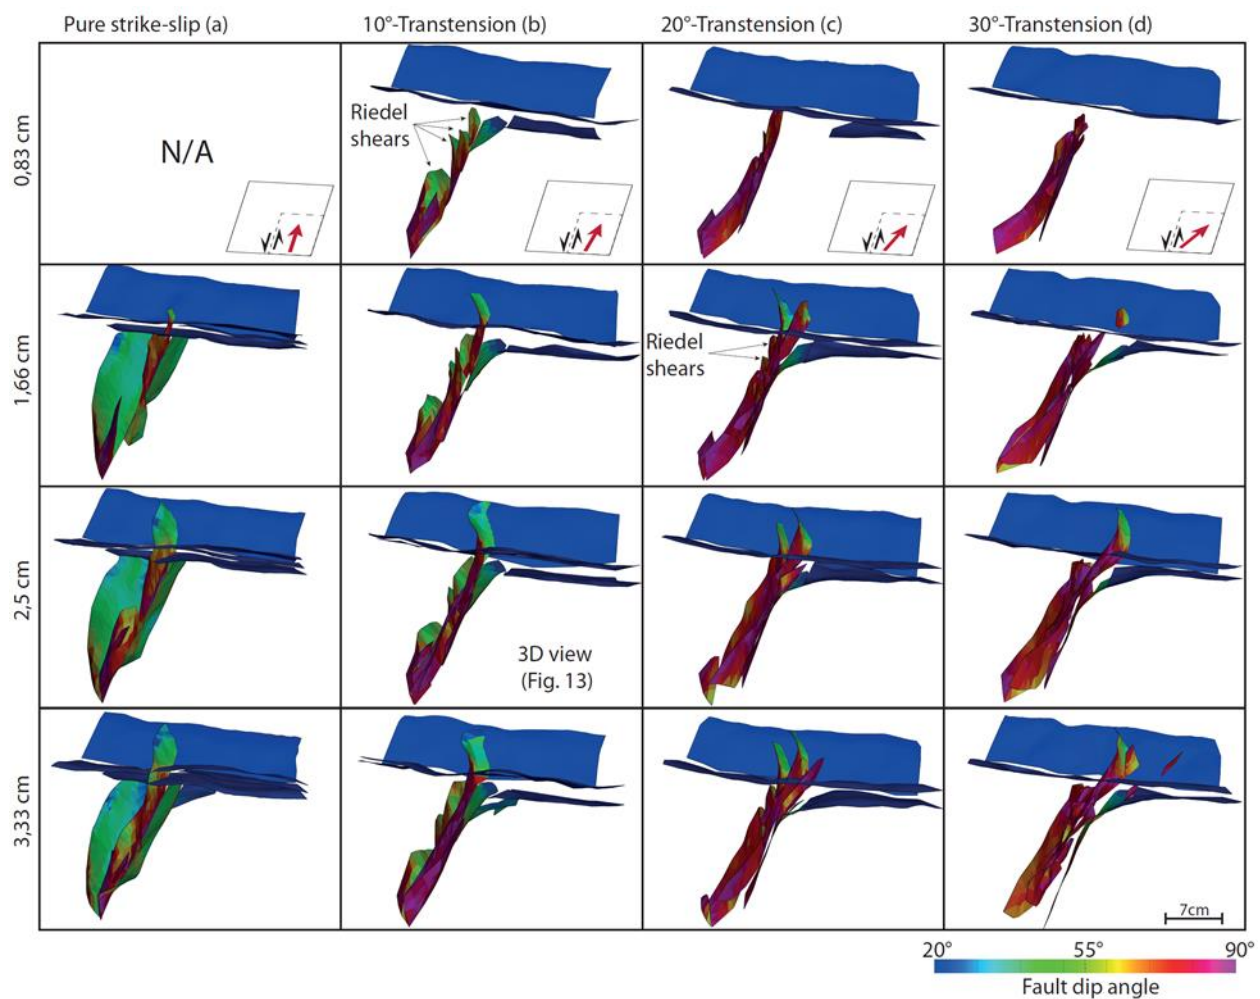 Pure strike-slip (a)
10°-Transtension (b)
20°-Transtension (c)
30°-Transtension (d)
0,83 cm
N/A
Riedel
shears
1,66 cm
Riedel
shears
2,5 cm
3D view
(Fig. 13)
3,33 cm
7cm
20°
55°
90°
Fault dip angle